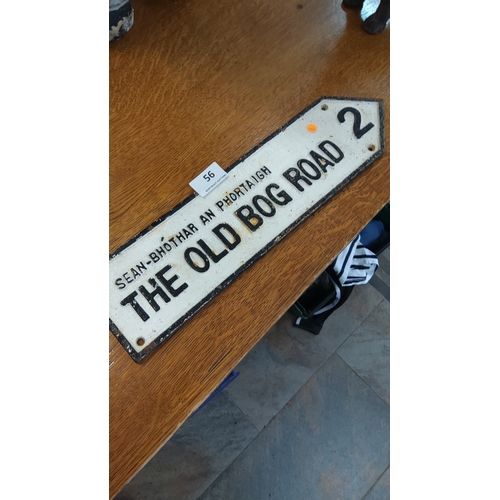 56
SEAN-BHÓTHAR AN PHORTAIGH
THE OLD BOG ROAD 2